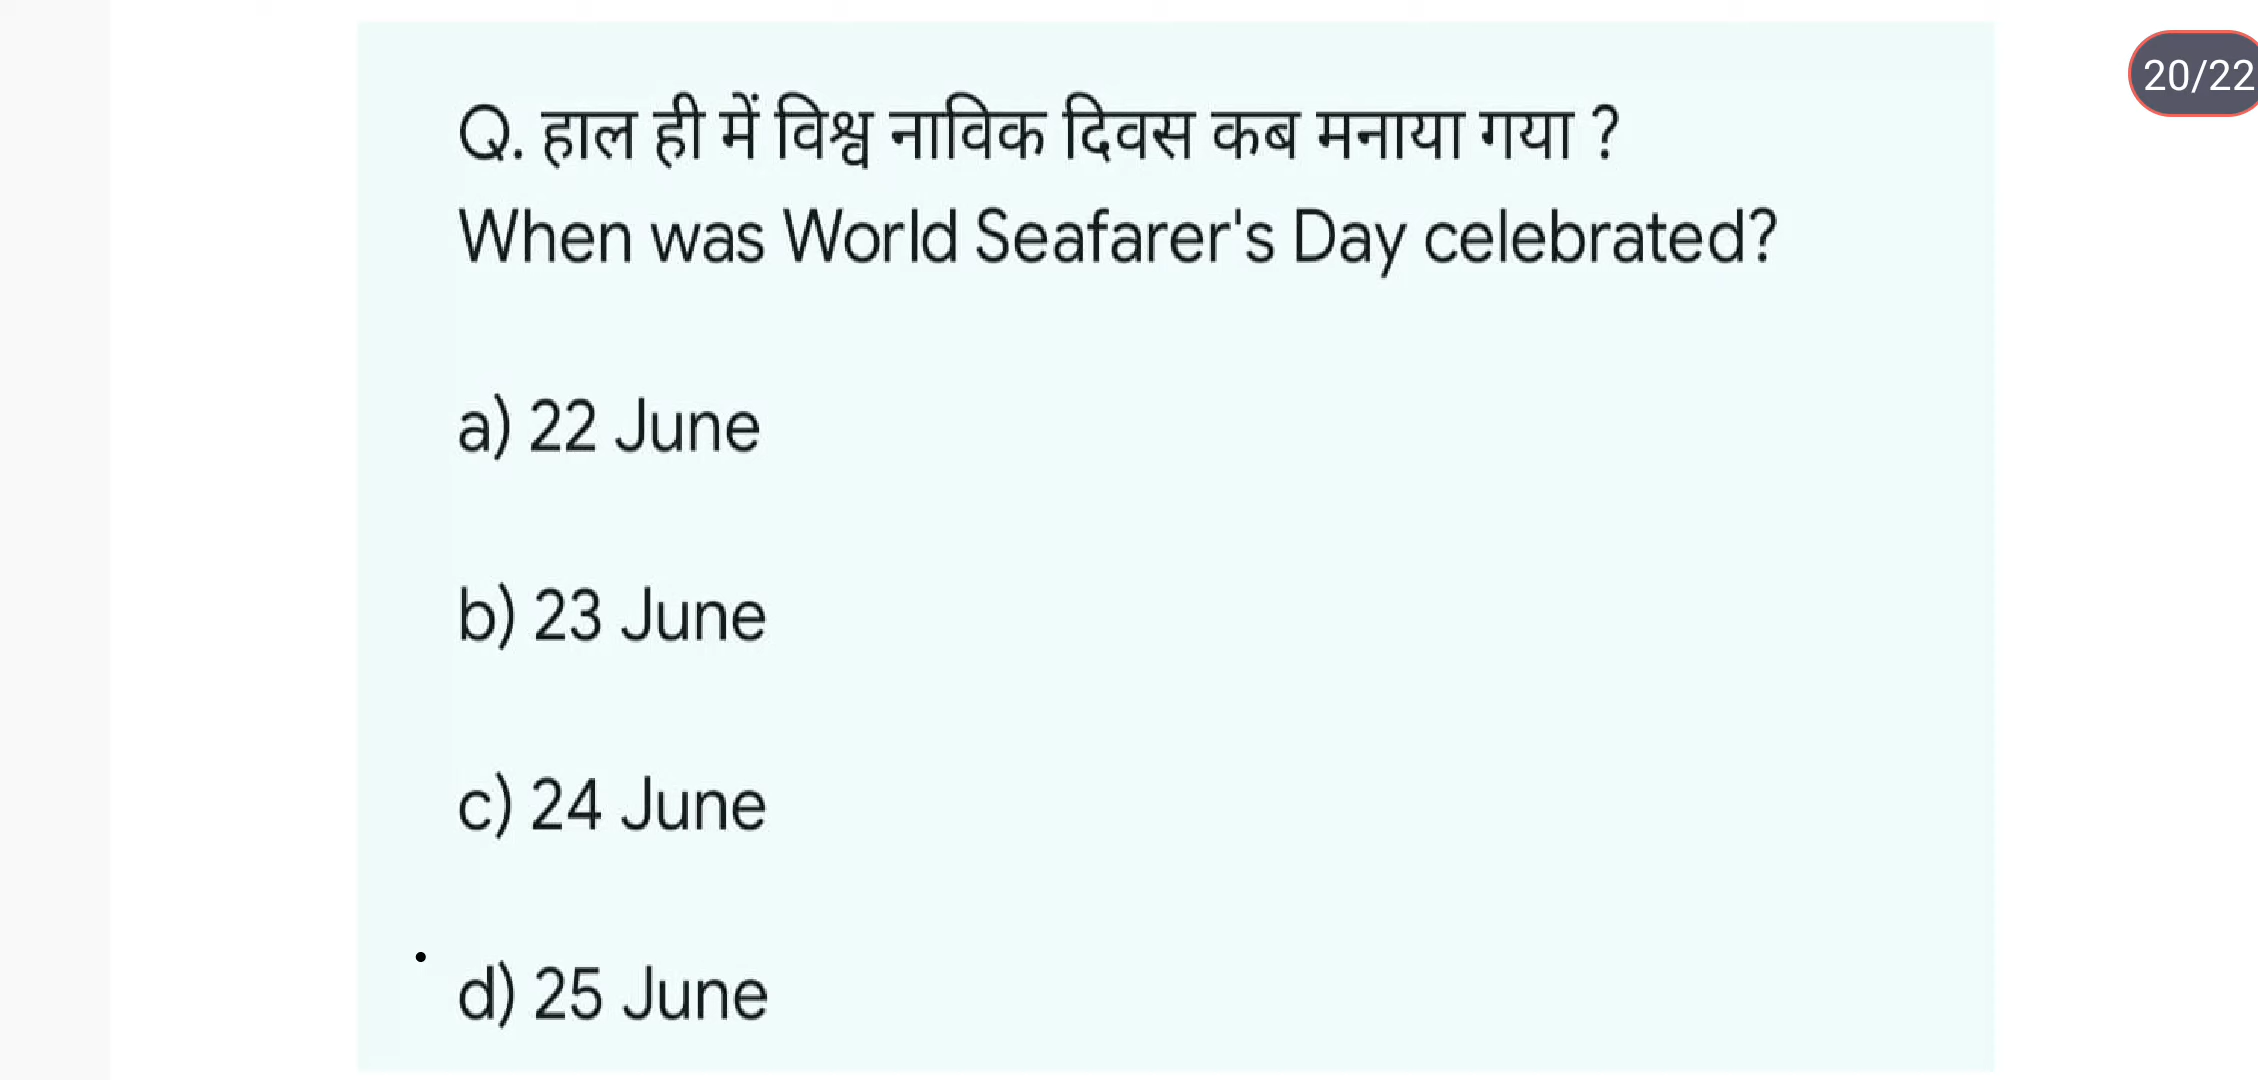 20/22
Q. हाल ही में विश्व नाविक दिवस कब मनाया गया ?
When was World Seafarer's Day celebrated?
a) 22 June
b) 23 June
c) 24 June
d) 25 June